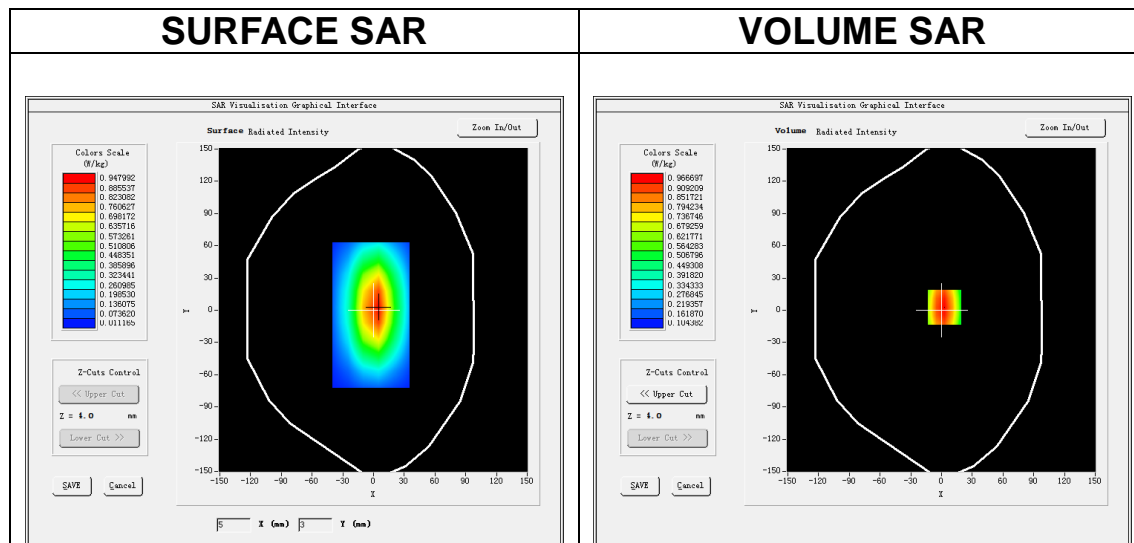 SURFACE SAR
VOLUME SAR
SAR Visualisation Graphical Interface
Surface Radiated Intensity
Zoom In/Out
Colors Scale
(W/kg)
0.947992
0.885537
0.823082
0.760627
0.698172
0.635716
0.573261
0.510806
0.448351
0.385896
0.323441
0.260985
0.198530
0.136075
0.073620
0.011165
150
120
90
60
30
0
-30
-60
-90
-120
-150
Y
-150 -120 -90 -60 -30 0 30 60 90 120 150
X
Z-Cuts Control
<< Upper Cut
Z = 4.0 mm
Lower Cut >>
SAVE Cancel
5 X (mm) 3 Y (mm)
SAR Visualisation Graphical Interface
Volume Radiated Intensity
Zoom In/Out
Colors Scale
(W/kg)
0.966697
0.909209
0.851721
0.794234
0.736746
0.679259
0.621771
0.564283
0.506796
0.449308
0.391820
0.334333
0.276845
0.219357
0.161870
0.104382
150
120
90
60
30
0
-30
-60
-90
-120
-150
Y
-150 -120 -90 -60 -30 0 30 60 90 120 150
X
Z-Cuts Control
<< Upper Cut
Z = 4.0 mm
Lower Cut >>
SAVE Cancel